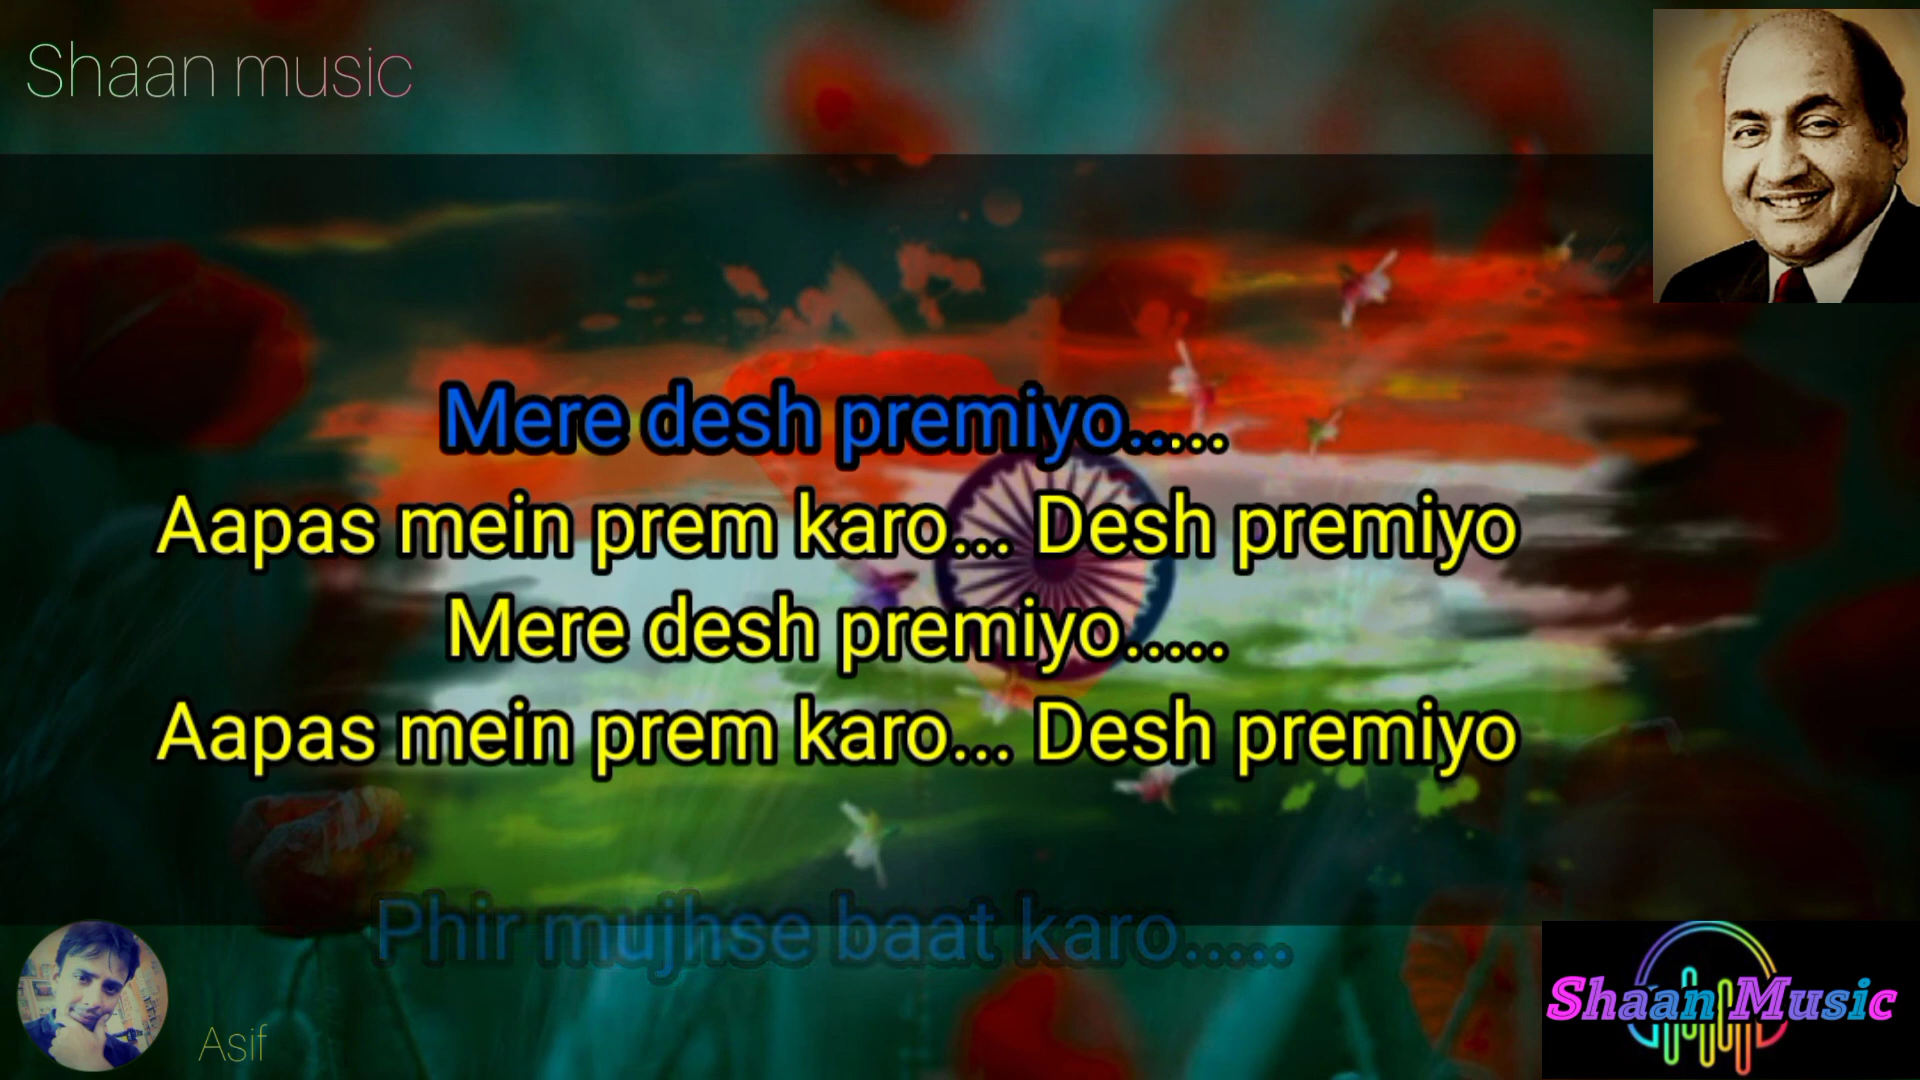 Shaan music
Mere desh premiyo.....
Aapas mein prem karo... Desh premiyo
Mere desh premiyo.....
Aapas mein prem karo... Desh premiyo
Phir mujhse baat karo.....
Asif
Shaan Music